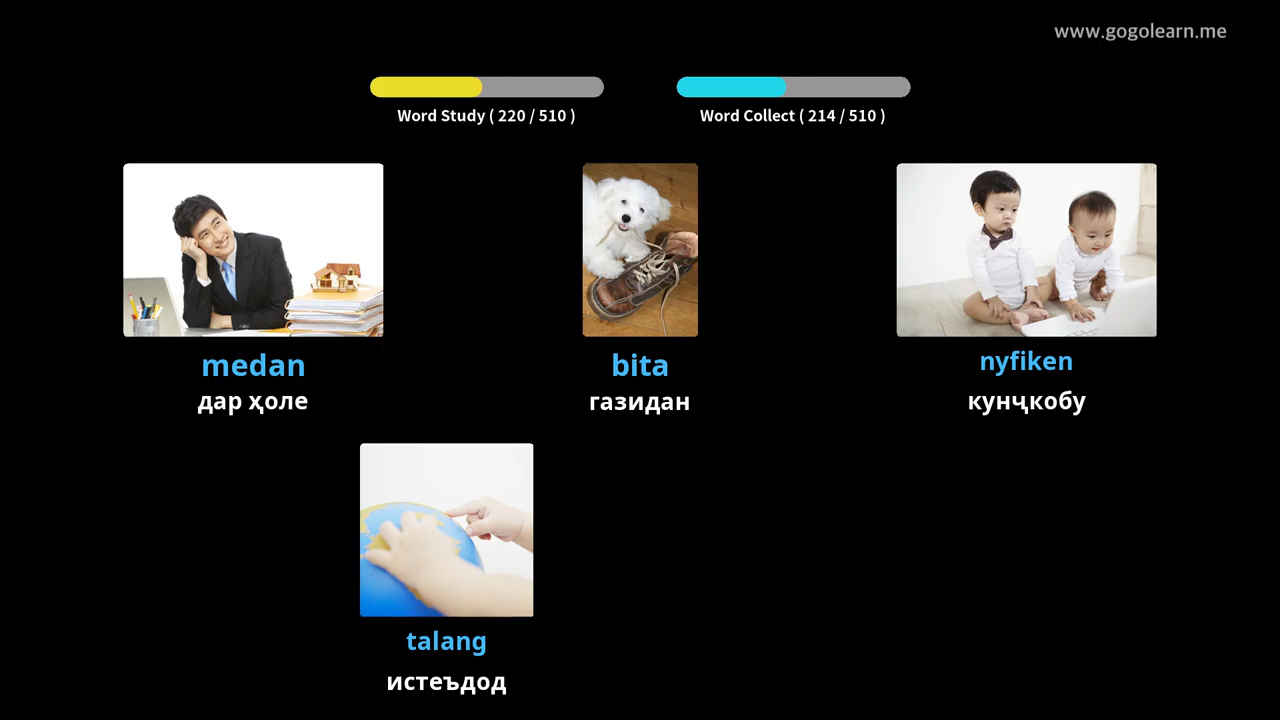 www.gogolearn.me
Word Study ( 220 / 510 )
Word Collect ( 214 / 510 )
medan
дар ҳоле
bita
газидан
nyfiken
кунҷкобу
talang
истеъдод